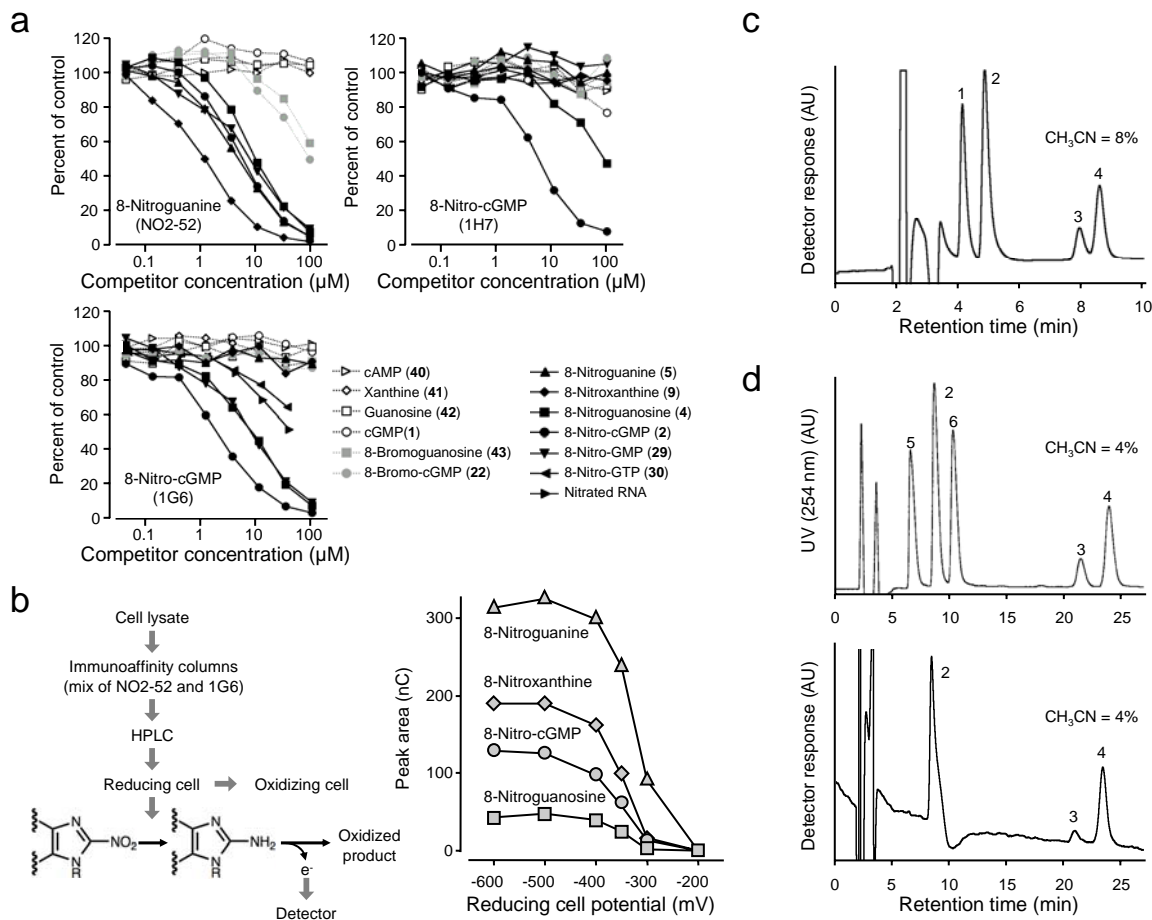 a
Percent of control
120
100
80
60
40
20
0
8-Nitroguanine
(NO2-52)
0.1
1
10
100
Competitor concentration (µM)
Percent of control
120
100
80
60
40
20
0
8-Nitro-cGMP
(1H7)
0.1
1
10
100
Competitor concentration (µM)
Percent of control
120
100
80
60
40
20
0
8-Nitro-cGMP
(1G6)
0.1
1
10
100
Competitor concentration (µM)
cAMP (40)
Xanthine (41)
Guanosine (42)
cGMP(1)
8-Bromoguanosine (43)
8-Bromo-cGMP (22)
8-Nitroguanine (5)
8-Nitroxanthine (9)
8-Nitroguanosine (4)
8-Nitro-cGMP (2)
8-Nitro-GMP (29)
8-Nitro-GTP (30)
Nitrated RNA
b
Cell lysate
Immunoaffinity columns
(mix of NO2-52 and 1G6)
HPLC
Reducing cell
Oxidizing cell
N
NO2
N
R
N
NH2
N
R
Oxidized
product
e-
Detector
Peak area (nC)
300
200
100
0
8-Nitroguanine
8-Nitroxanthine
8-Nitro-cGMP
8-Nitroguanosine
-600
-500
-400
-300
-200
Reducing cell potential (mV)
c
Detector response (AU)
1
2
3
4
CH3CN = 8%
0
2
4
6
8
10
Retention time (min)
d
UV (254 nm) (AU)
5
2
6
3
4
CH3CN = 4%
0
5
10
15
20
25
Retention time (min)
Detector response (AU)
2
3
4
CH3CN = 4%
0
5
10
15
20
25
Retention time (min)